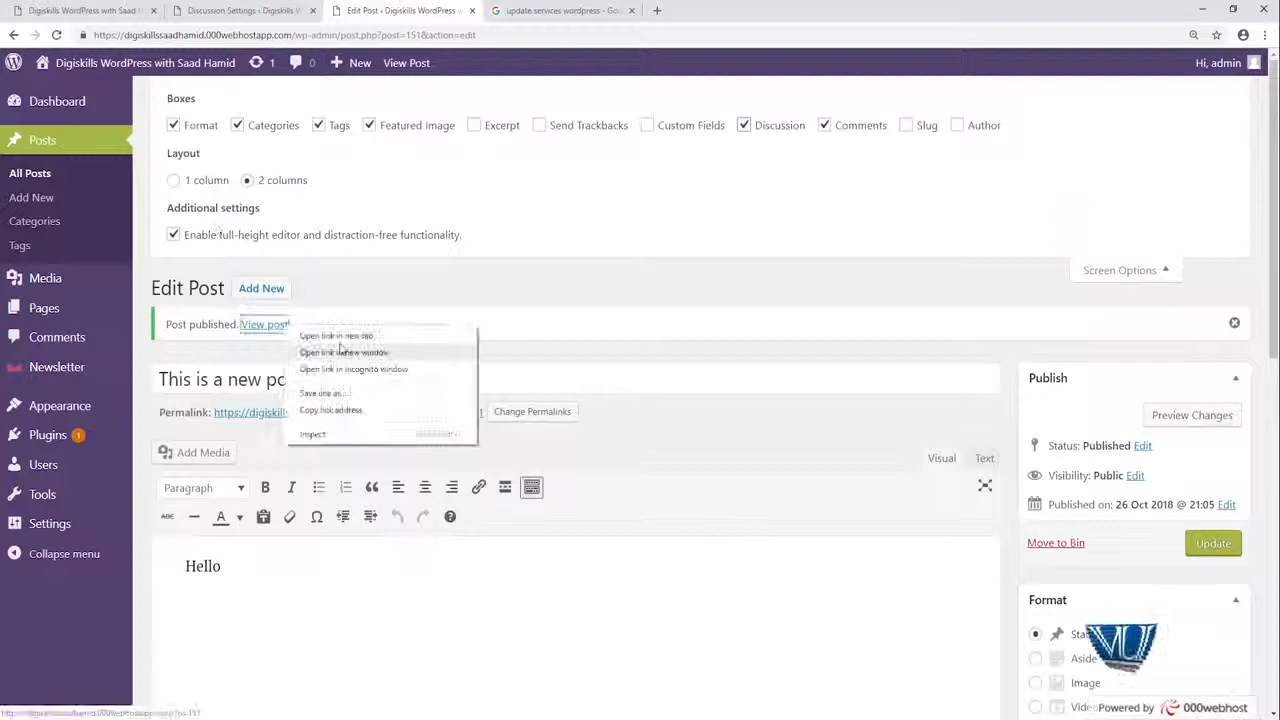 Digiskills WordPress with Saad
Discussion Settings ‹ Digiskills W
Edit Post ‹ Digiskills WordPress w
update services wordpress - Goo
https://digiskillssaadhamid.000webhostapp.com/wp-admin/post.php?post=151&action=edit
Digiskills WordPress with Saad Hamid 1 0 New View Post Hi, admin
Dashboard
Posts
All Posts
Add New
Categories
Tags
Media
Pages
Comments
Newsletter
Appearance
Plugins 1
Users
Tools
Settings
Collapse menu
Boxes
Format Categories Tags Featured Image Excerpt Send Trackbacks Custom Fields Discussion Comments Slug Author
Layout
1 column 2 columns
Additional settings
Enable full-height editor and distraction-free functionality.
Screen Options
Edit Post Add New
Post published. View post
Open link in new tab
Open link in new window
Open link in incognito window
Save link as...
Copy link address
Inspect
This is a new po
Permalink: https://digiskills Change Permalinks
Add Media
Visual Text
Paragraph
ABC
Hello
Publish
Preview Changes
Status: Published Edit
Visibility: Public Edit
Published on: 26 Oct 2018 @ 21:05 Edit
Move to Bin Update
Format
Aside
Image
VU
Powered by 000webhost